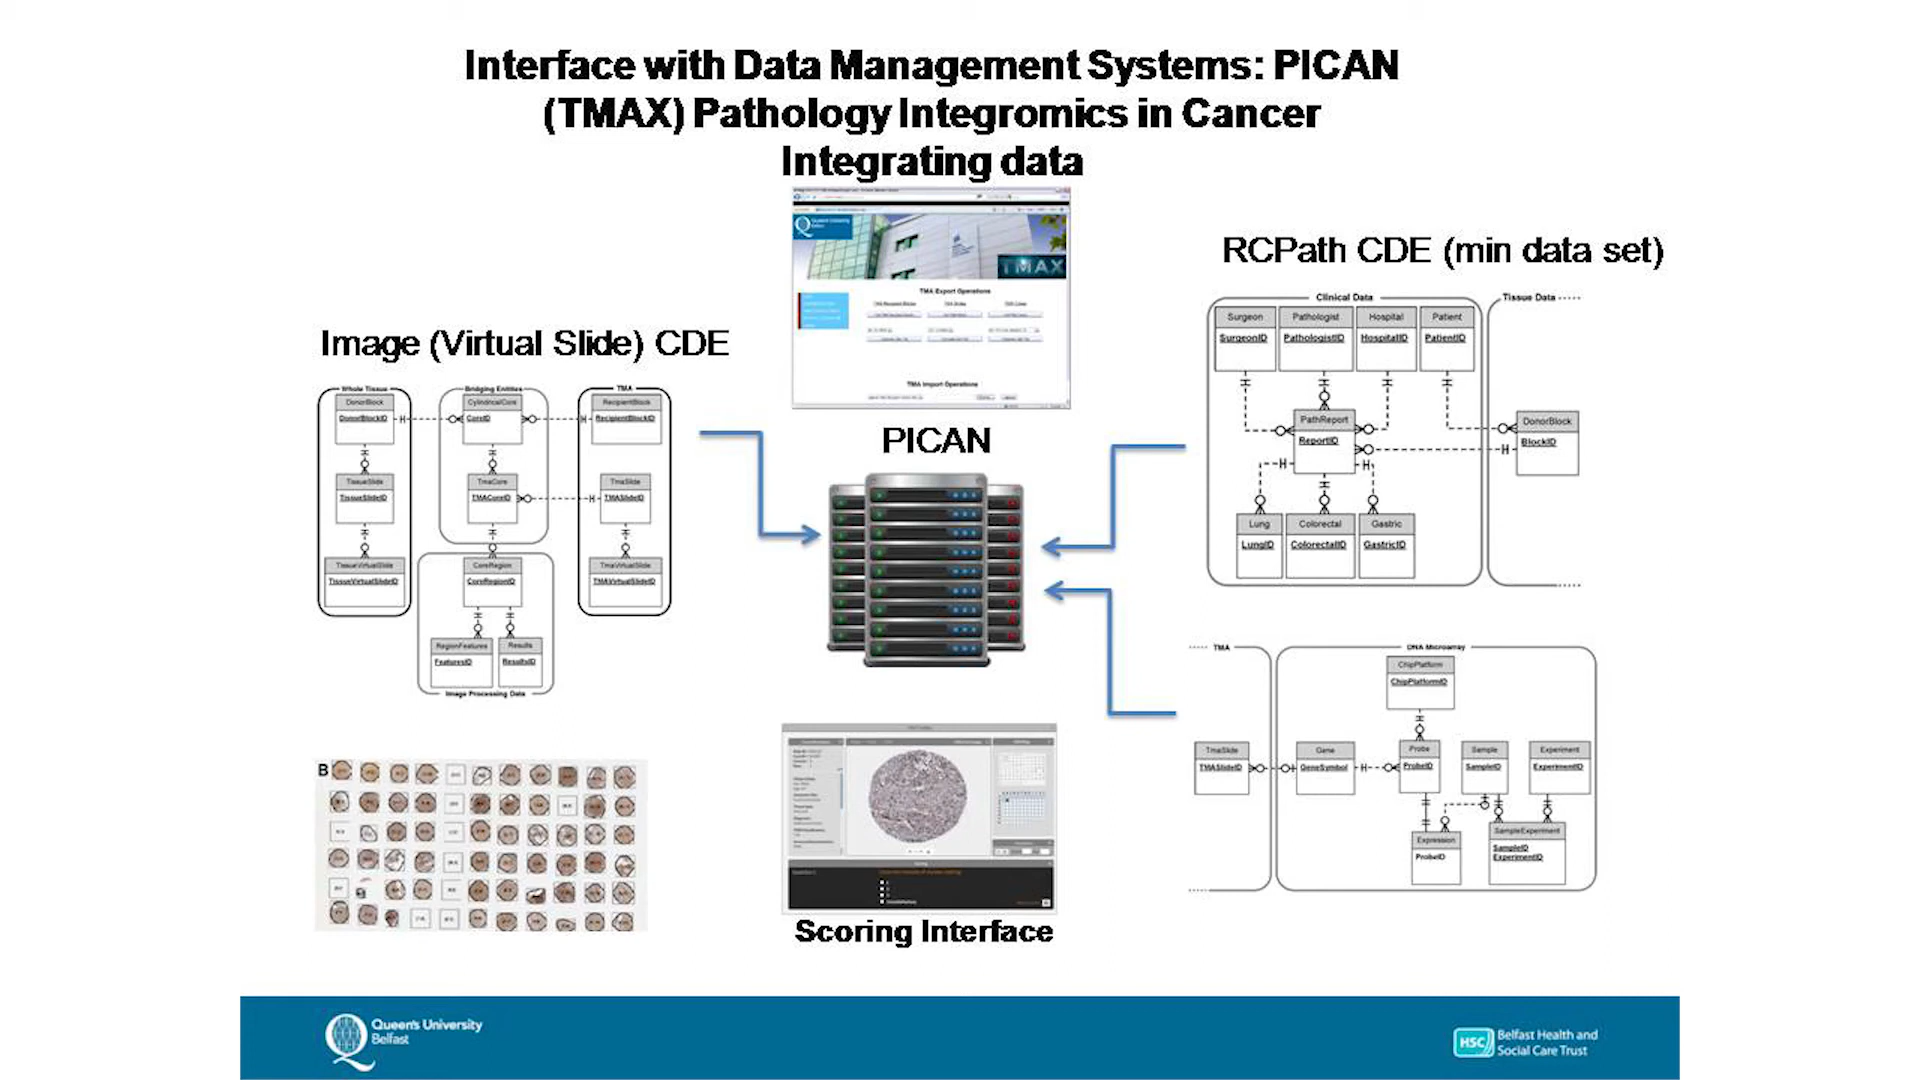 Interface with Data Management Systems: PICAN
(TMAX) Pathology Integromics in Cancer
Integrating data
Queen's University
Belfast
TMAX
TMA Export Operations
TMA Import Operations
RCPath CDE (min data set)
Image (Virtual Slide) CDE
PICAN
Whole Tissue
Bridging Entities
TMA
DonorBlock
DonorBlockID
CylindricalCore
CoreID
RecipientBlock
RecipientBlockID
TissueSlide
TissueSlideID
TmaCore
TMACoreID
TmaSlide
TMASlideID
TissueVirtualSlide
TissueVirtualSlideID
CoreRegion
CoreRegionID
TmaVirtualSlide
TMAVirtualSlideID
RegionFeatures
FeaturesID
Results
ResultsID
Image Processing Data
Clinical Data
Tissue Data
Surgeon
SurgeonID
Pathologist
PathologistID
Hospital
HospitalID
Patient
PatientID
PathReport
ReportID
DonorBlock
BlockID
Lung
LungID
Colorectal
ColorectalID
Gastric
GastricID
TMA
DNA Microarray
ChipPlatform
ChipPlatformID
TmaSlide
TMASlideID
Gene
GeneSymbol
Probe
ProbeID
Sample
SampleID
Experiment
ExperimentID
Expression
ProbeID
SampleExperiment
SampleID
ExperimentID
B
Scoring Interface
Queen's University
Belfast
HSC
Belfast Health and
Social Care Trust